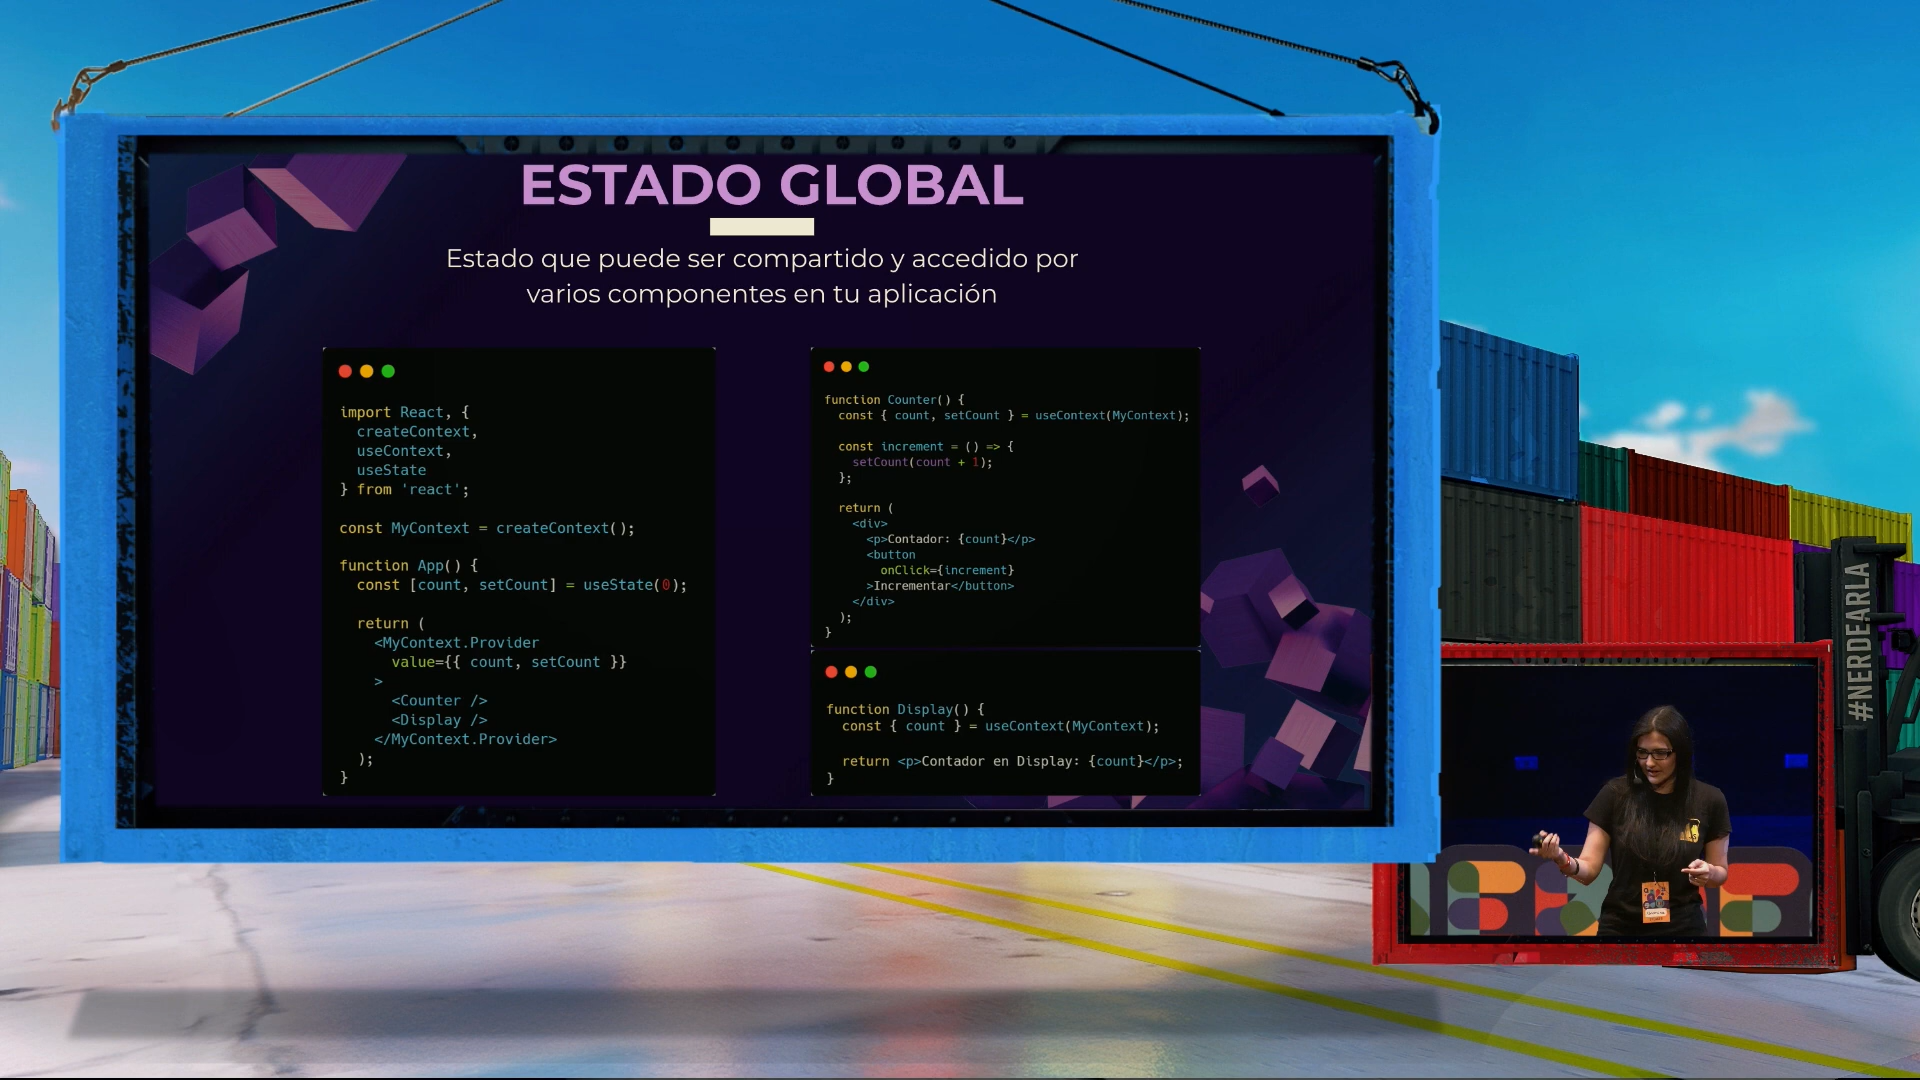 ESTADO GLOBAL
Estado que puede ser compartido y accedido por
varios componentes en tu aplicación
import React, {
  createContext,
  useContext,
  useState
} from 'react';
const MyContext = createContext();
function App() {
  const [count, setCount] = useState(0);
  return (
    <MyContext.Provider
      value={{ count, setCount }}
    >
      <Counter />
      <Display />
    </MyContext.Provider>
  );
}
function Counter() {
  const { count, setCount } = useContext(MyContext);
  const increment = () => {
    setCount(count + 1);
  };
  return (
    <div>
      <p>Contador: {count}</p>
      <button
        onClick={increment}
      >Incrementar</button>
    </div>
  );
}
function Display() {
  const { count } = useContext(MyContext);
  return <p>Contador en Display: {count}</p>;
}
#NERDEARLA